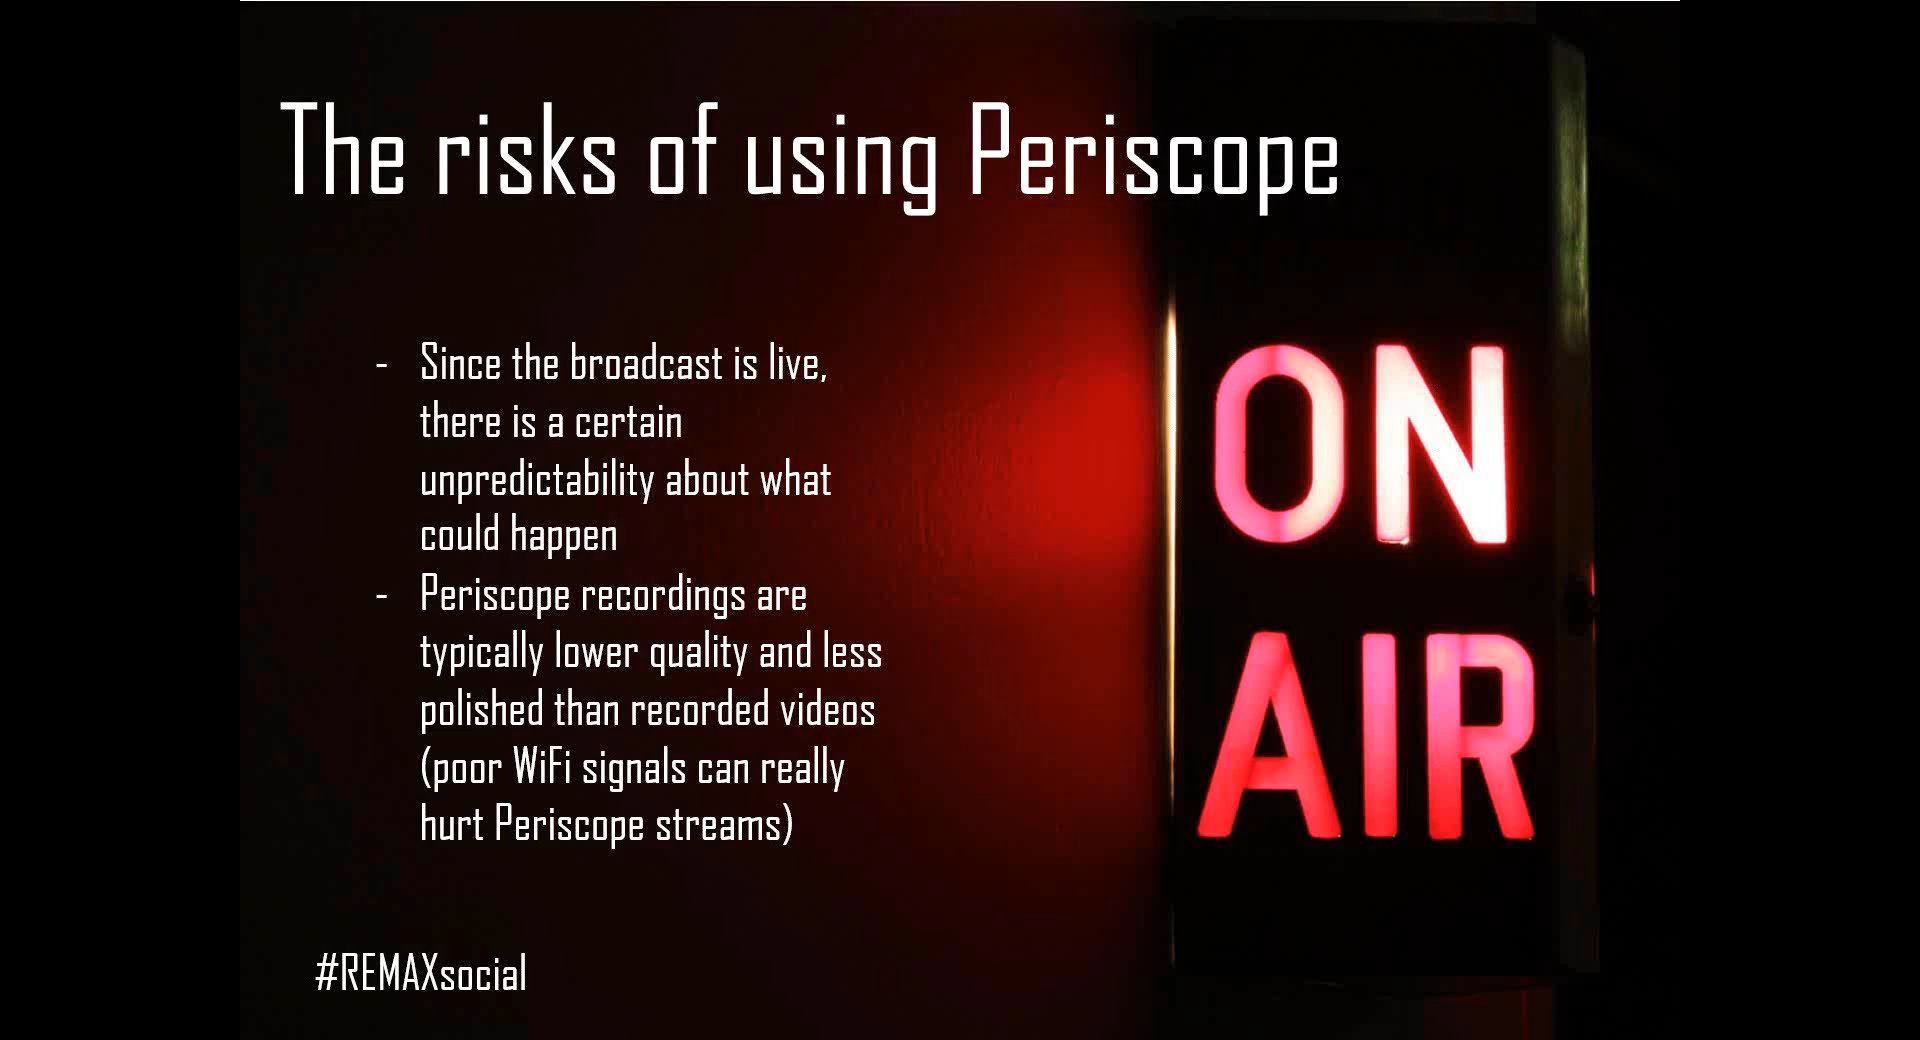 The risks of using Periscope
- Since the broadcast is live,
there is a certain
unpredictability about what
could happen
- Periscope recordings are
typically lower quality and less
polished than recorded videos
(poor WiFi signals can really
hurt Periscope streams)
ON
AIR
#REMAXsocial